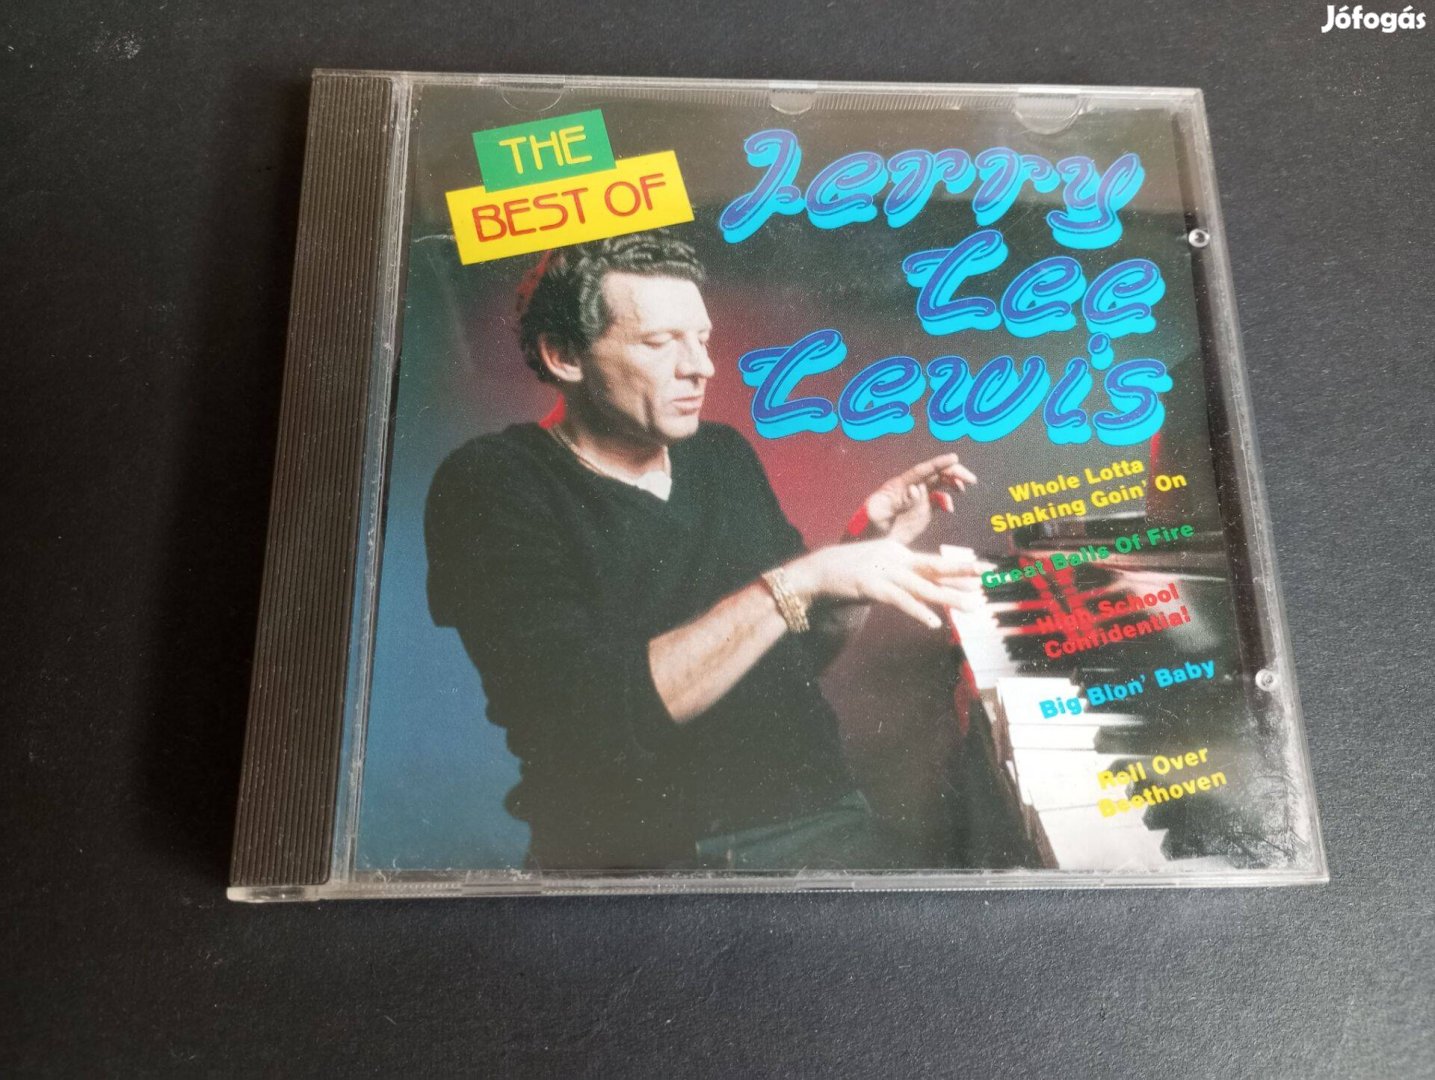 Jófogás
THE
BEST OF
Jerry
Lee
Lewis
Whole Lotta
Shaking Goin' On
Great Balls Of Fire
High School
Confidential
Big Blon' Baby
Roll Over
Beethoven